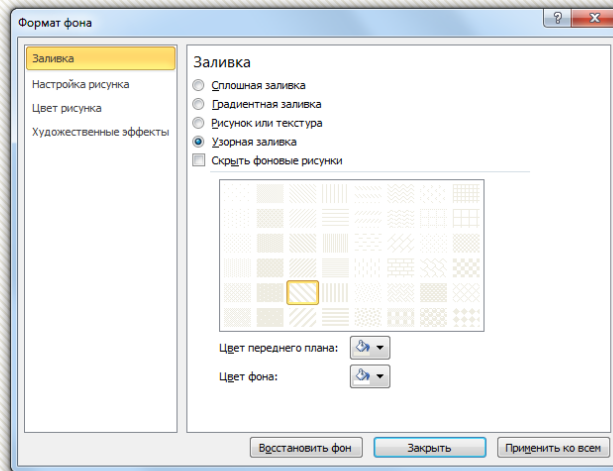 Формат фона
Заливка
Настройка рисунка
Цвет рисунка
Художественные эффекты
Заливка
Сплошная заливка
Градиентная заливка
Рисунок или текстура
Узорная заливка
Скрыть фоновые рисунки
Цвет переднего плана:
Цвет фона:
Восстановить фон
Закрыть
Применить ко всем